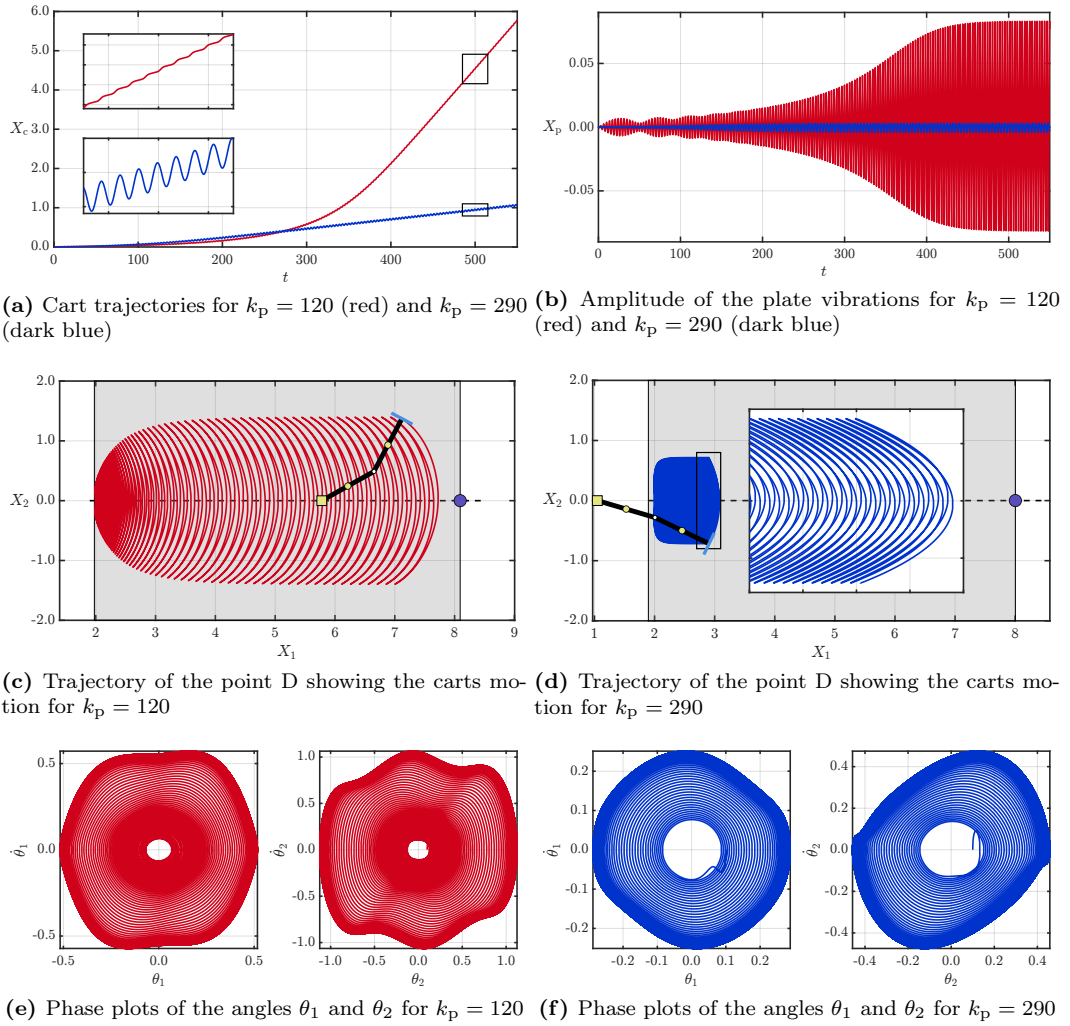 6.0
5.0
4.0
X_c
3.0
2.0
1.0
0.0
0 100 200 300 400 500
t
0.05
X_p 0.00
-0.05
0 100 200 300 400 500
t
(a) Cart trajectories for k_p = 120 (red) and k_p = 290
(dark blue)
(b) Amplitude of the plate vibrations for k_p = 120
(red) and k_p = 290 (dark blue)
2.0
1.0
X_2 0.0
-1.0
-2.0
2 3 4 5 6 7 8 9
X_1
2.0
1.0
X_2 0.0
-1.0
-2.0
1 2 3 4 5 6 7 8
X_1
(c) Trajectory of the point D showing the carts mo-
tion for k_p = 120
(d) Trajectory of the point D showing the carts mo-
tion for k_p = 290
0.5
θ̇_1 0.0
-0.5
-0.5 0.0 0.5
θ_1
1.0
0.5
θ̇_2 0.0
-0.5
-1.0
-1.0 -0.5 0.0 0.5 1.0
θ_2
0.2
0.1
θ̇_1 0.0
-0.1
-0.2
-0.2 -0.1 0.0 0.1 0.2
θ_1
0.4
0.2
θ̇_2 0.0
-0.2
-0.4
-0.4 -0.2 0.0 0.2 0.4
θ_2
(e) Phase plots of the angles θ_1 and θ_2 for k_p = 120
(f) Phase plots of the angles θ_1 and θ_2 for k_p = 290